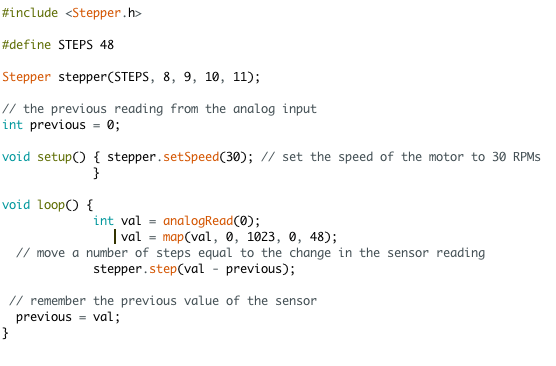 #include <Stepper.h>
#define STEPS 48
Stepper stepper(STEPS, 8, 9, 10, 11);
// the previous reading from the analog input
int previous = 0;
void setup() { stepper.setSpeed(30); // set the speed of the motor to 30 RPMs
}
void loop() {
int val = analogRead(0);
val = map(val, 0, 1023, 0, 48);
// move a number of steps equal to the change in the sensor reading
stepper.step(val - previous);
// remember the previous value of the sensor
previous = val;
}